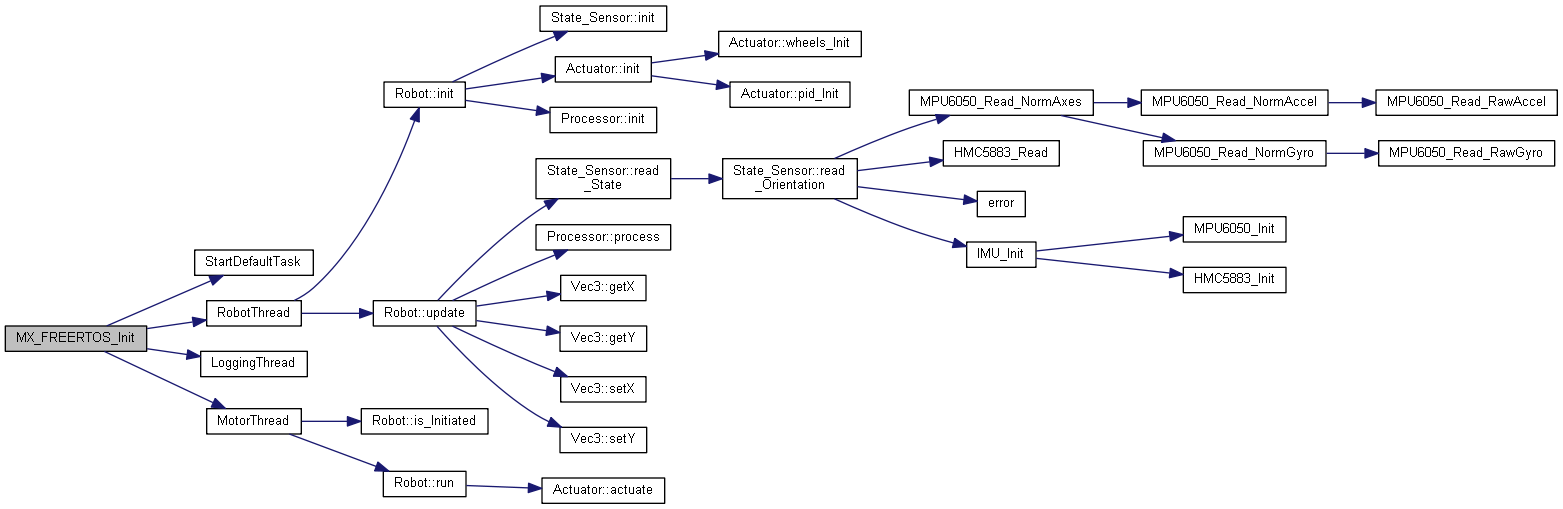 State_Sensor::init
Actuator::wheels_Init
Actuator::init
Robot::init
Actuator::pid_Init
Processor::init
MPU6050_Read_NormAxes
MPU6050_Read_NormAccel
MPU6050_Read_RawAccel
HMC5883_Read
MPU6050_Read_NormGyro
MPU6050_Read_RawGyro
State_Sensor::read
_State
State_Sensor::read
_Orientation
error
Processor::process
MPU6050_Init
IMU_Init
HMC5883_Init
StartDefaultTask
Vec3::getX
RobotThread
Robot::update
MX_FREERTOS_Init
Vec3::getY
LoggingThread
Vec3::setX
MotorThread
Robot::is_Initiated
Vec3::setY
Robot::run
Actuator::actuate